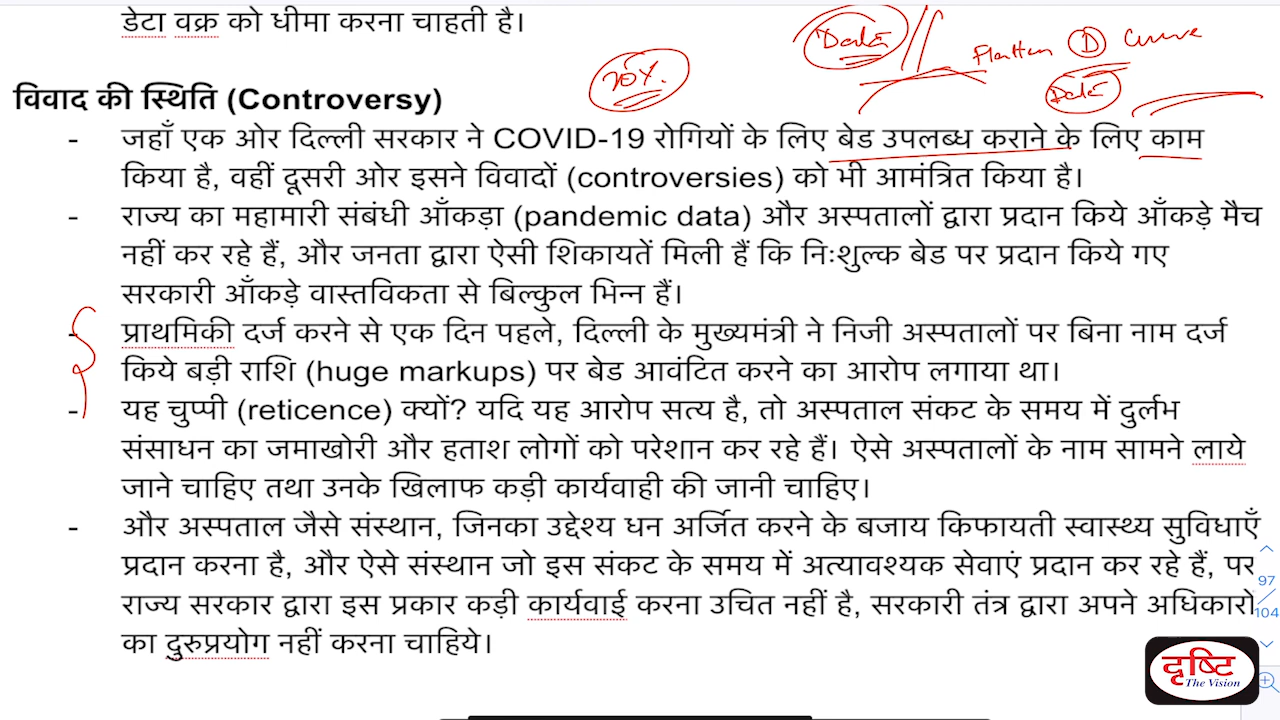 डेटा वक्र को धीमा करना चाहती है।
Data
Flatten D Curve
20%.
Data
विवाद की स्थिति (Controversy)
- जहाँ एक ओर दिल्ली सरकार ने COVID-19 रोगियों के लिए बेड उपलब्ध कराने के लिए काम
किया है, वहीं दूसरी ओर इसने विवादों (controversies) को भी आमंत्रित किया है।
- राज्य का महामारी संबंधी आँकड़ा (pandemic data) और अस्पतालों द्वारा प्रदान किये आँकड़े मैच
नहीं कर रहे हैं, और जनता द्वारा ऐसी शिकायतें मिली हैं कि निःशुल्क बेड पर प्रदान किये गए
सरकारी आँकड़े वास्तविकता से बिल्कुल भिन्न हैं।
- प्राथमिकी दर्ज करने से एक दिन पहले, दिल्ली के मुख्यमंत्री ने निजी अस्पतालों पर बिना नाम दर्ज
किये बड़ी राशि (huge markups) पर बेड आवंटित करने का आरोप लगाया था।
- यह चुप्पी (reticence) क्यों? यदि यह आरोप सत्य है, तो अस्पताल संकट के समय में दुर्लभ
संसाधन का जमाखोरी और हताश लोगों को परेशान कर रहे हैं। ऐसे अस्पतालों के नाम सामने लाये
जाने चाहिए तथा उनके खिलाफ कड़ी कार्यवाही की जानी चाहिए।
- और अस्पताल जैसे संस्थान, जिनका उद्देश्य धन अर्जित करने के बजाय किफायती स्वास्थ्य सुविधाएँ
प्रदान करना है, और ऐसे संस्थान जो इस संकट के समय में अत्यावश्यक सेवाएं प्रदान कर रहे हैं, पर
राज्य सरकार द्वारा इस प्रकार कड़ी कार्यवाई करना उचित नहीं है, सरकारी तंत्र द्वारा अपने अधिकारो
का दुरुप्रयोग नहीं करना चाहिये।
97
104
दृष्टि
The Vision